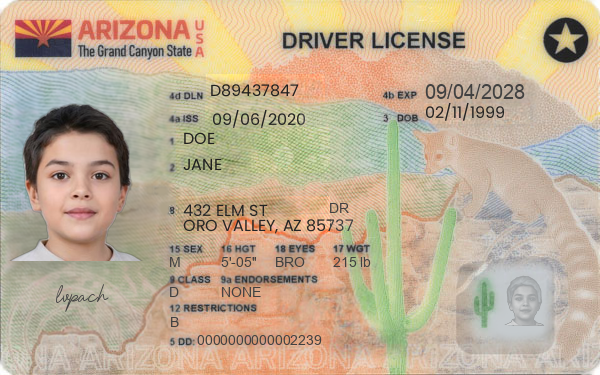 ARIZONA USA
The Grand Canyon State
DRIVER LICENSE
4d DLN D89437847
4b EXP 09/04/2028
4a ISS 09/06/2020
3 DOB 02/11/1999
1 DOE
2 JANE
8 432 ELM ST DR
ORO VALLEY, AZ 85737
15 SEX 16 HGT 18 EYES 17 WGT
M 5'-05" BRO 215 lb
9 CLASS 9a ENDORSEMENTS
D NONE
12 RESTRICTIONS
B
5 DD: 0000000000002239
lvpach
ARIZONA ARIZONA ARIZONA ARIZONA